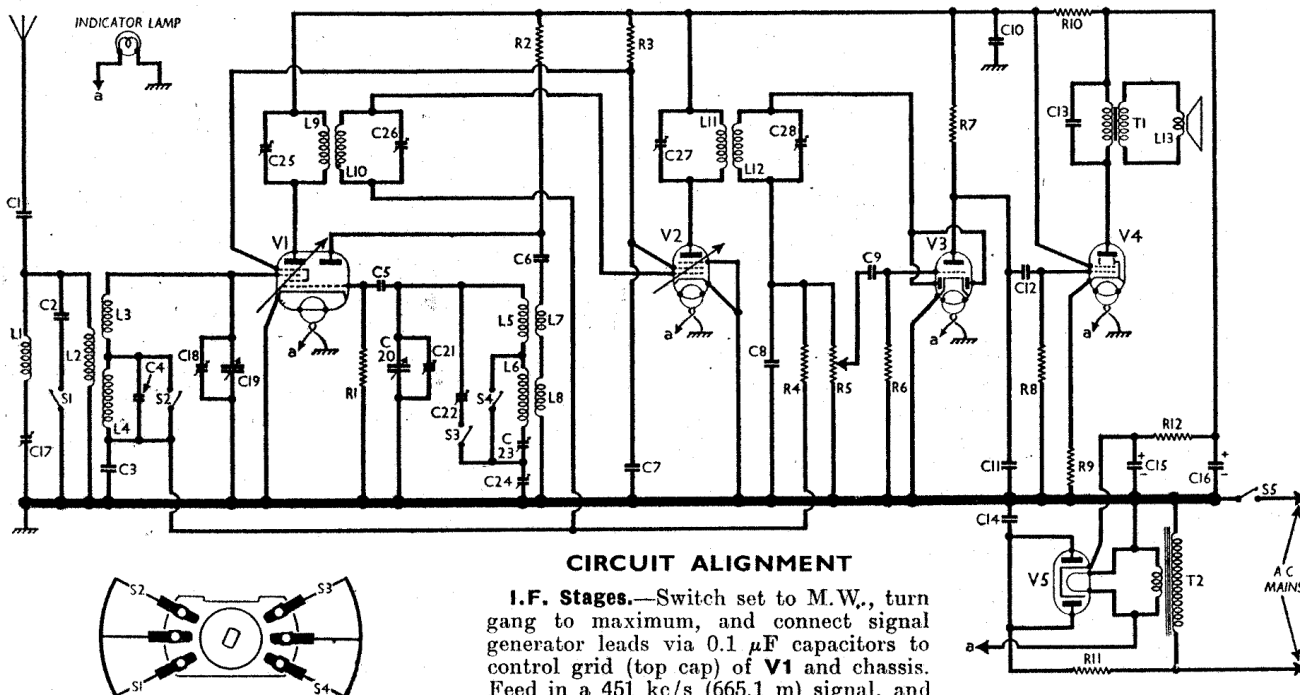 INDICATOR LAMP
a
C1
L1
C17
C2
S1
L2
L3
C4
L4
S2
C3
C18
C19
R2
R3
L9
C25
L10
C26
V1
a
C5
R1
C20
C21
C22
S3
S4
L5
L6
C23
C24
C6
L7
L8
C7
L11
C27
L12
C28
V2
a
C8
R4
R5
C9
R6
V3
a
R7
C10
R10
C11
C12
R8
R9
C13
T1
L13
V4
a
R12
C15
+
-
C16
+
-
S5
C14
V5
T2
A.C.
MAINS
a
R11
S2
S3
S1
S4
CIRCUIT ALIGNMENT
I.F. Stages.—Switch set to M.W., turn
gang to maximum, and connect signal
generator leads via 0.1 μF capacitors to
control grid (top cap) of V1 and chassis.
Feed in a 451 kc/s (665.1 m) signal, and